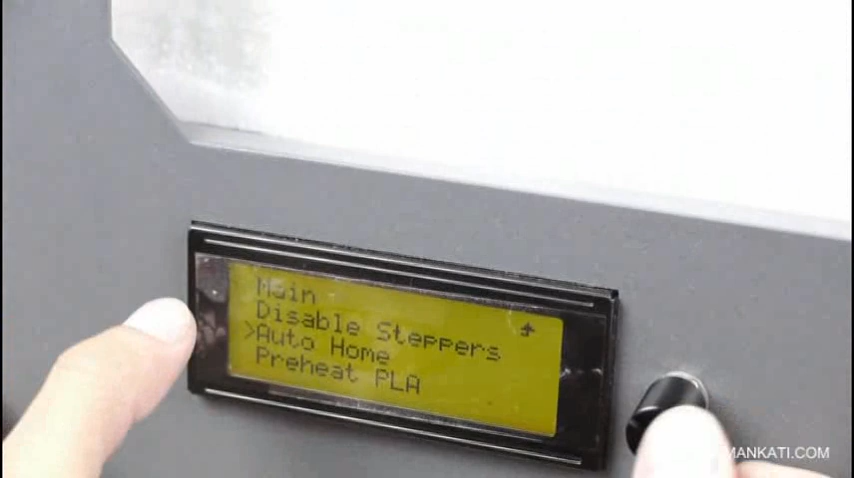 Main
Disable Steppers
>Auto Home
Preheat PLA
MANKATI.COM